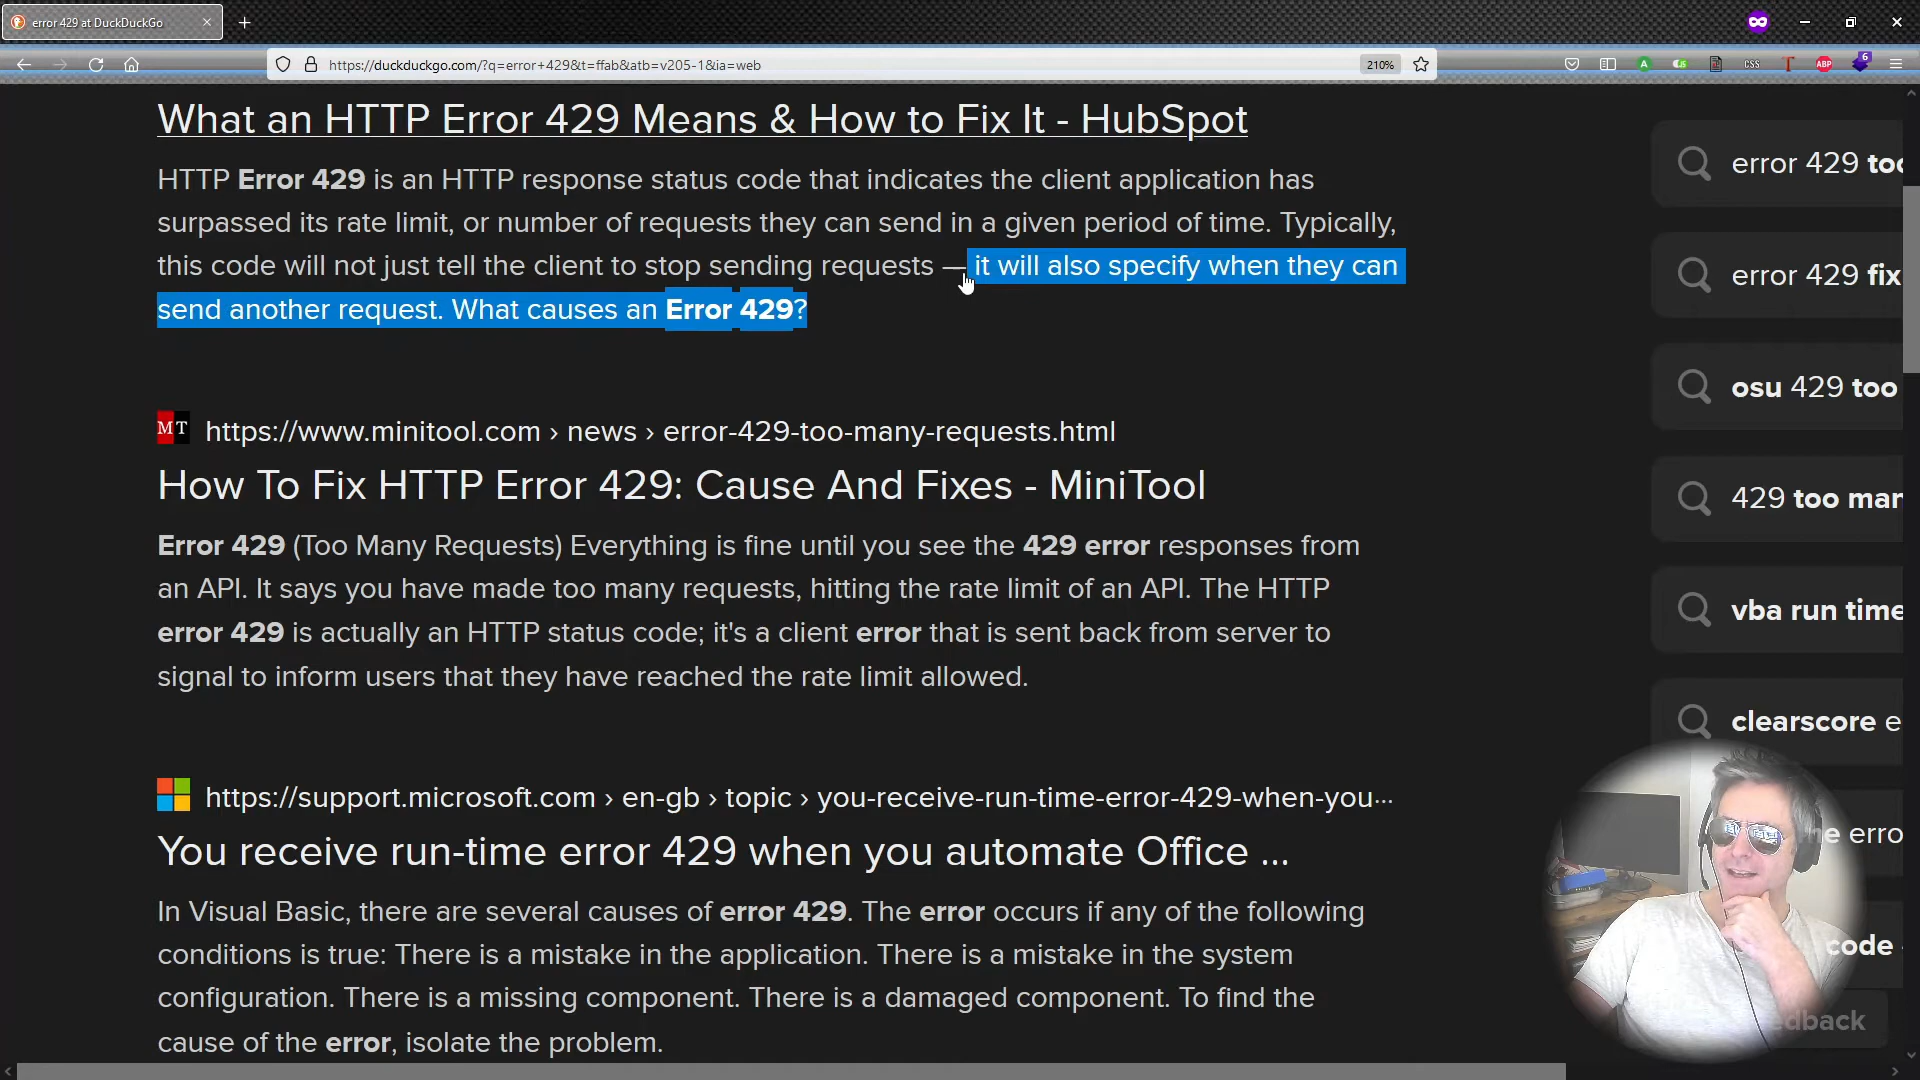 error 429 at DuckDuckGo
https://duckduckgo.com/?q=error+429&t=ffab&atb=v205-1&ia=web
210%
A
JS
CSS
T
ABP
6
What an HTTP Error 429 Means & How to Fix It - HubSpot
HTTP Error 429 is an HTTP response status code that indicates the client application has
surpassed its rate limit, or number of requests they can send in a given period of time. Typically,
this code will not just tell the client to stop sending requests — it will also specify when they can
send another request. What causes an Error 429?
MT https://www.minitool.com › news › error-429-too-many-requests.html
How To Fix HTTP Error 429: Cause And Fixes - MiniTool
Error 429 (Too Many Requests) Everything is fine until you see the 429 error responses from
an API. It says you have made too many requests, hitting the rate limit of an API. The HTTP
error 429 is actually an HTTP status code; it's a client error that is sent back from server to
signal to inform users that they have reached the rate limit allowed.
https://support.microsoft.com › en-gb › topic › you-receive-run-time-error-429-when-you...
You receive run-time error 429 when you automate Office ...
In Visual Basic, there are several causes of error 429. The error occurs if any of the following
conditions is true: There is a mistake in the application. There is a mistake in the system
configuration. There is a missing component. There is a damaged component. To find the
cause of the error, isolate the problem.
error 429 too
error 429 fix
osu 429 too
429 too man
vba run time
clearscore e
me erro
code
edback